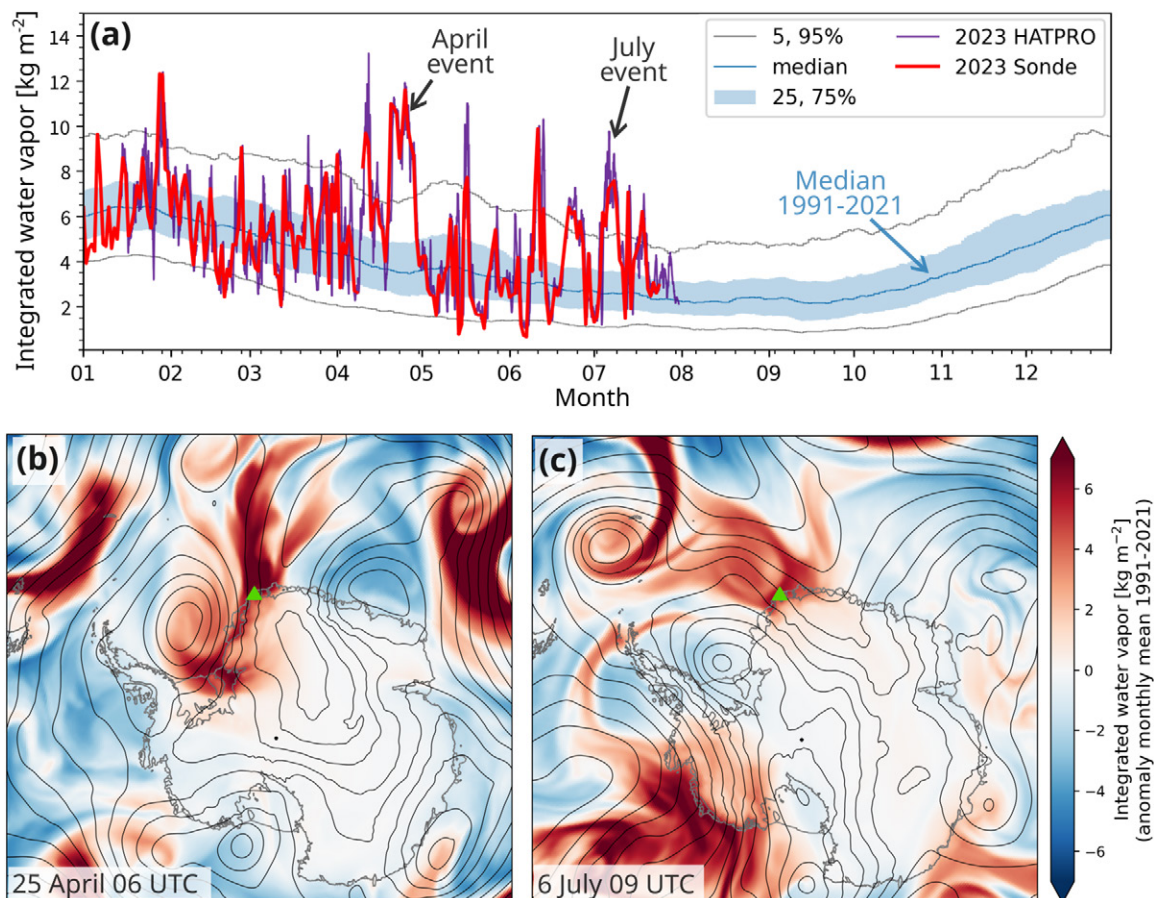 (a)
Integrated water vapor [kg m⁻²]
14
12
10
8
6
4
2
April
event
July
event
5, 95%
median
25, 75%
2023 HATPRO
2023 Sonde
Median
1991-2021
01 02 03 04 05 06 07 08 09 10 11 12
Month
(b)
25 April 06 UTC
(c)
6 July 09 UTC
6
4
2
0
−2
−4
−6
Integrated water vapor [kg m⁻²]
(anomaly monthly mean 1991-2021)